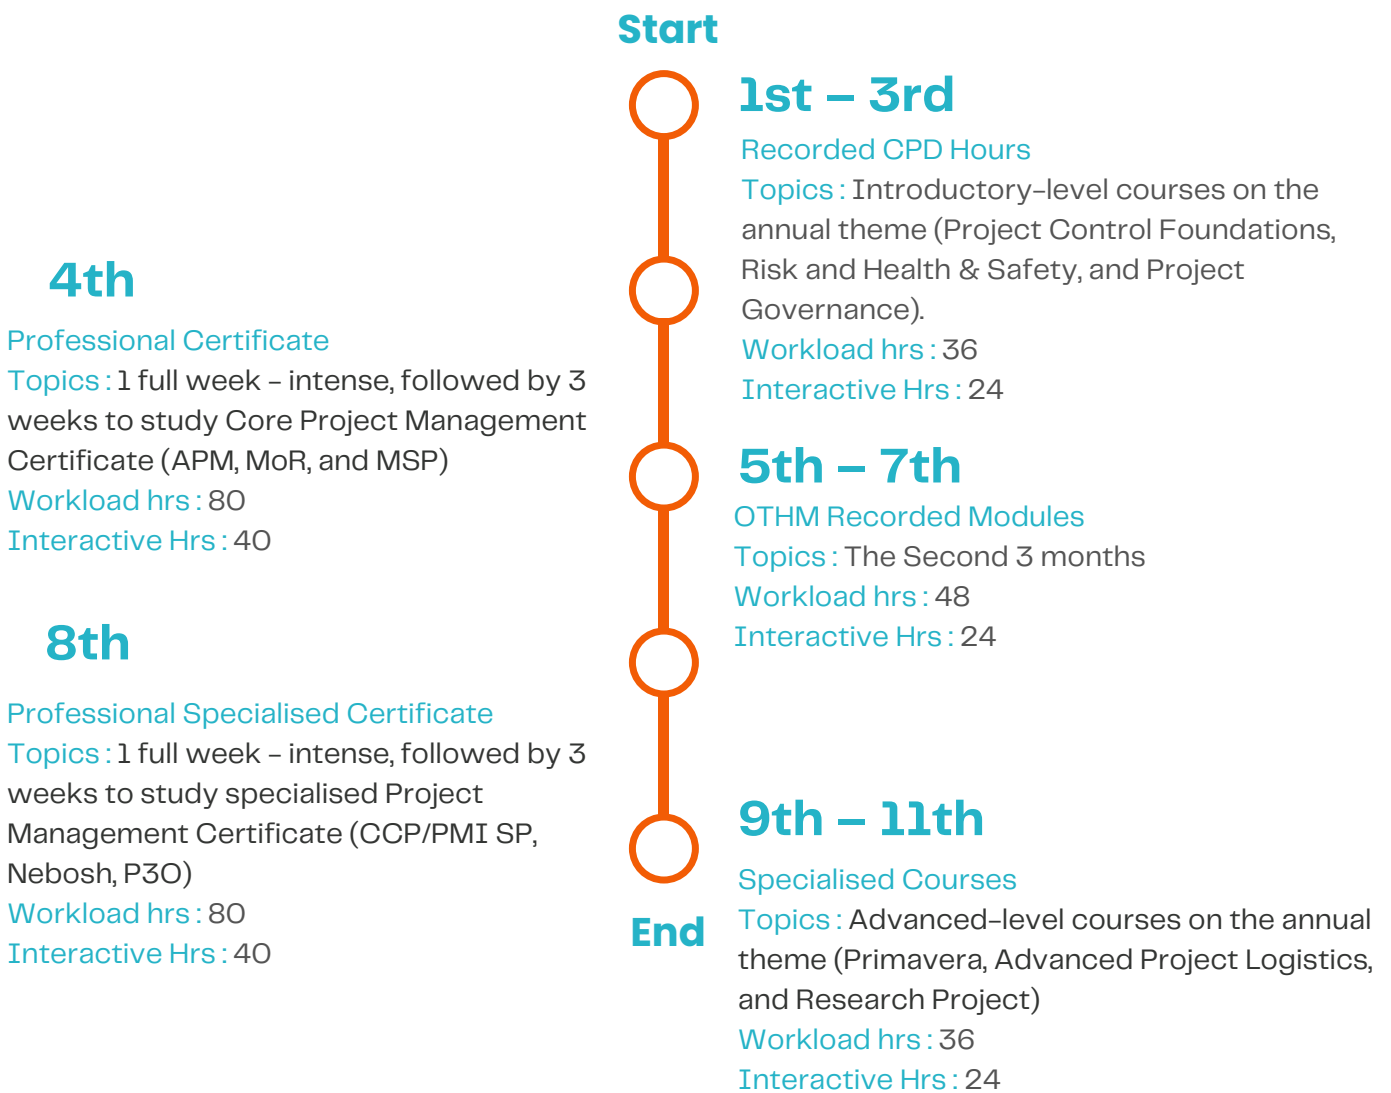 Start
1st – 3rd
Recorded CPD Hours
Topics : Introductory-level courses on the
annual theme (Project Control Foundations,
Risk and Health & Safety, and Project
Governance).
Workload hrs : 36
Interactive Hrs : 24
4th
Professional Certificate
Topics : 1 full week - intense, followed by 3
weeks to study Core Project Management
Certificate (APM, MoR, and MSP)
Workload hrs : 80
Interactive Hrs : 40
5th – 7th
OTHM Recorded Modules
Topics : The Second 3 months
Workload hrs : 48
Interactive Hrs : 24
8th
Professional Specialised Certificate
Topics : 1 full week - intense, followed by 3
weeks to study specialised Project
Management Certificate (CCP/PMI SP,
Nebosh, P3O)
Workload hrs : 80
Interactive Hrs : 40
9th – 11th
Specialised Courses
Topics : Advanced-level courses on the annual
theme (Primavera, Advanced Project Logistics,
and Research Project)
Workload hrs : 36
Interactive Hrs : 24
End